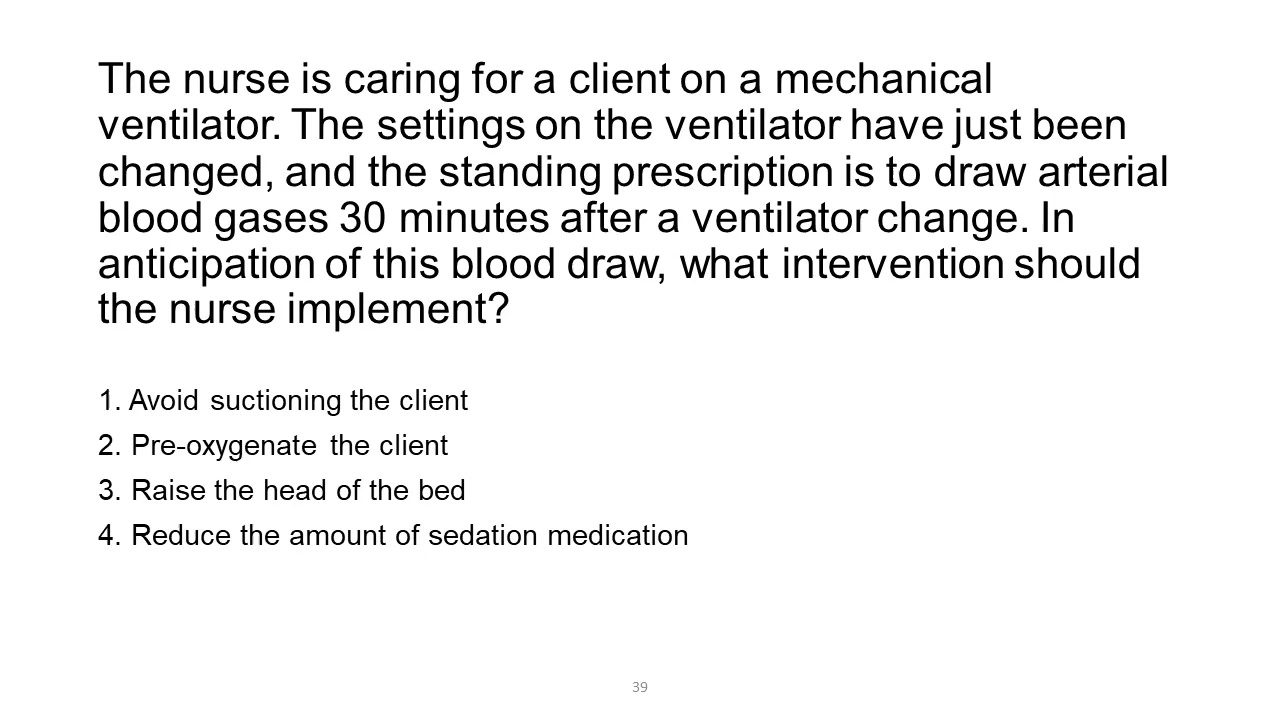 The nurse is caring for a client on a mechanical
ventilator. The settings on the ventilator have just been
changed, and the standing prescription is to draw arterial
blood gases 30 minutes after a ventilator change. In
anticipation of this blood draw, what intervention should
the nurse implement?
1. Avoid suctioning the client
2. Pre-oxygenate the client
3. Raise the head of the bed
4. Reduce the amount of sedation medication
39